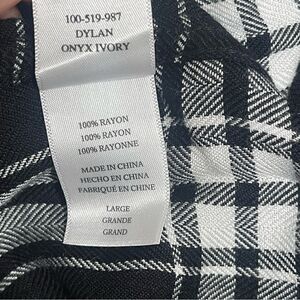 100-519-987
DYLAN
ONYX IVORY
100% RAYON
100% RAYON
100% RAYONNE
MADE IN CHINA
HECHO EN CHINA
FABRIQUÉ EN CHINE
LARGE
GRANDE
GRAND